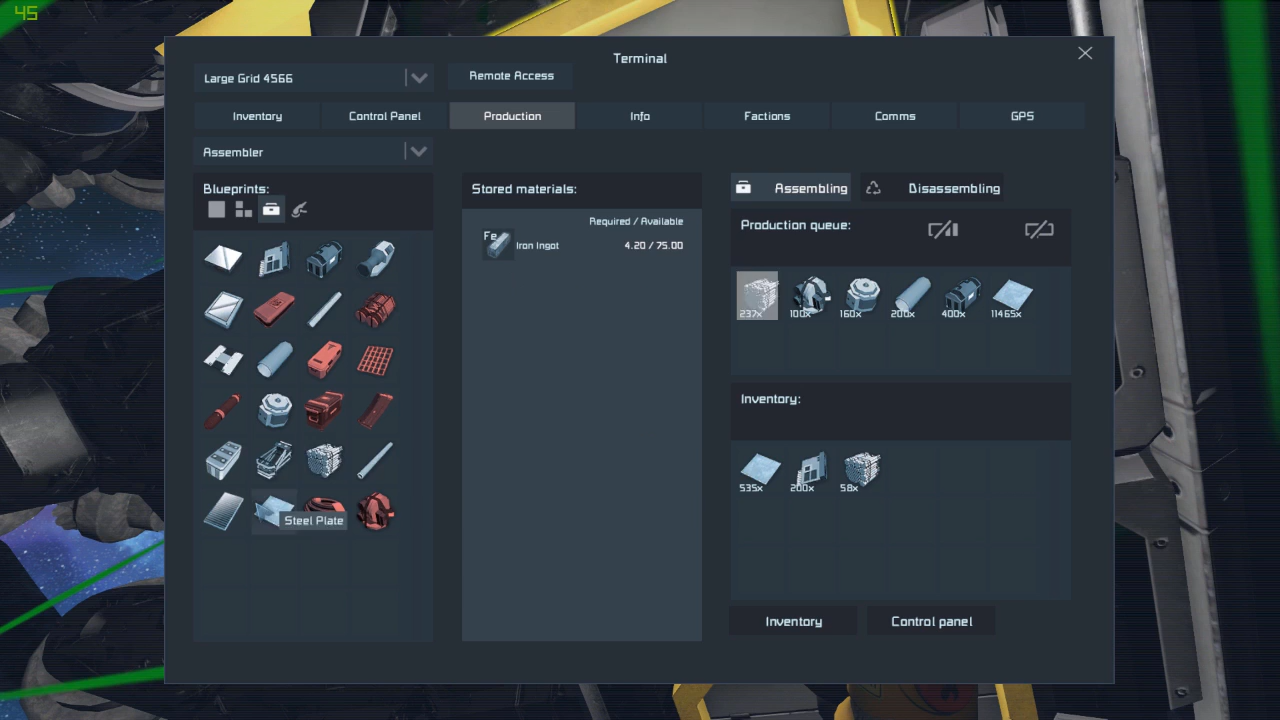 45
Terminal
Large Grid 4566
Remote Access
Inventory
Control Panel
Production
Info
Factions
Comms
GPS
Assembler
Blueprints:
Stored materials:
Required / Available
Fe
Iron Ingot
4.20 / 75.00
Steel Plate
Assembling
Disassembling
Production queue:
237x
100x
160x
200x
400x
11465x
Inventory:
535x
200x
58x
Inventory
Control panel